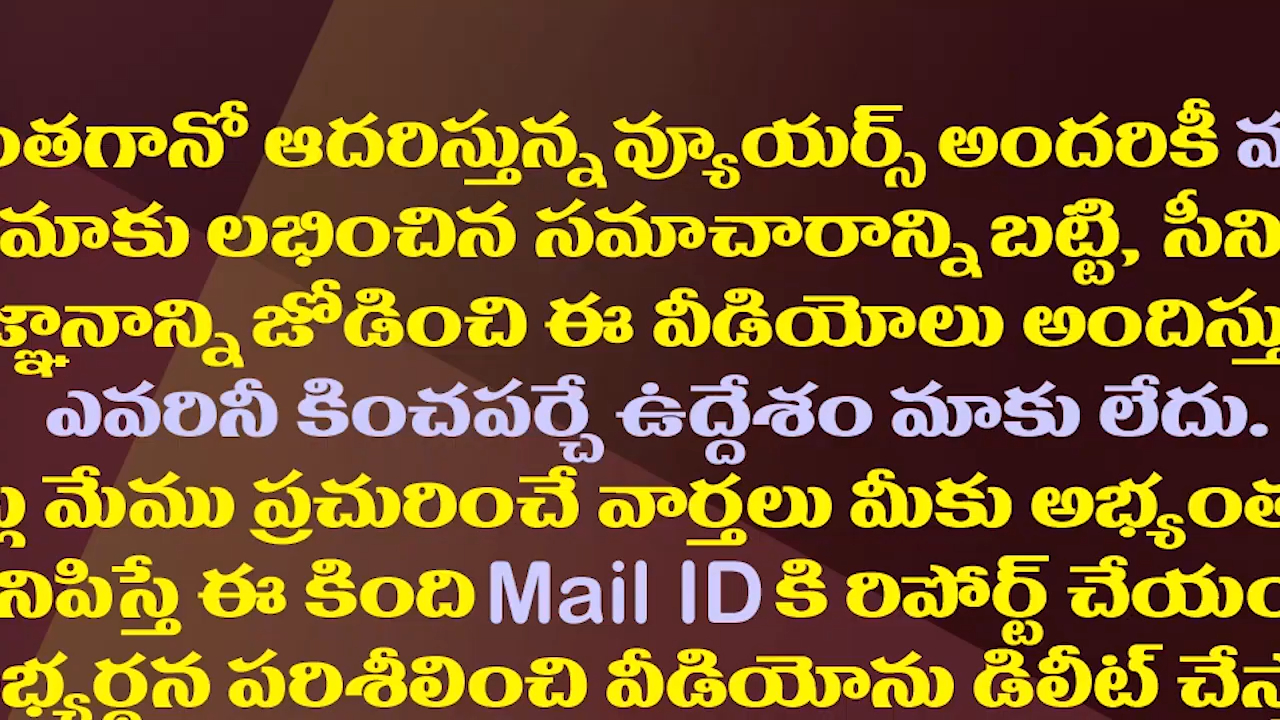 ఆదరిస్తున్న వ్యూయర్స్ అందరికీ
మాకు లభించిన సమాచారాన్ని బట్టి,
జోడించి ఈ వీడియోలు
ఎవరినీ కించపర్చే ఉద్దేశం మాకు లేదు.
మేము ప్రచురించే వార్తలు మీకు
ఈ కింది Mail ID కి రిపోర్ట్
పరిశీలించి వీడియోను డిలీట్